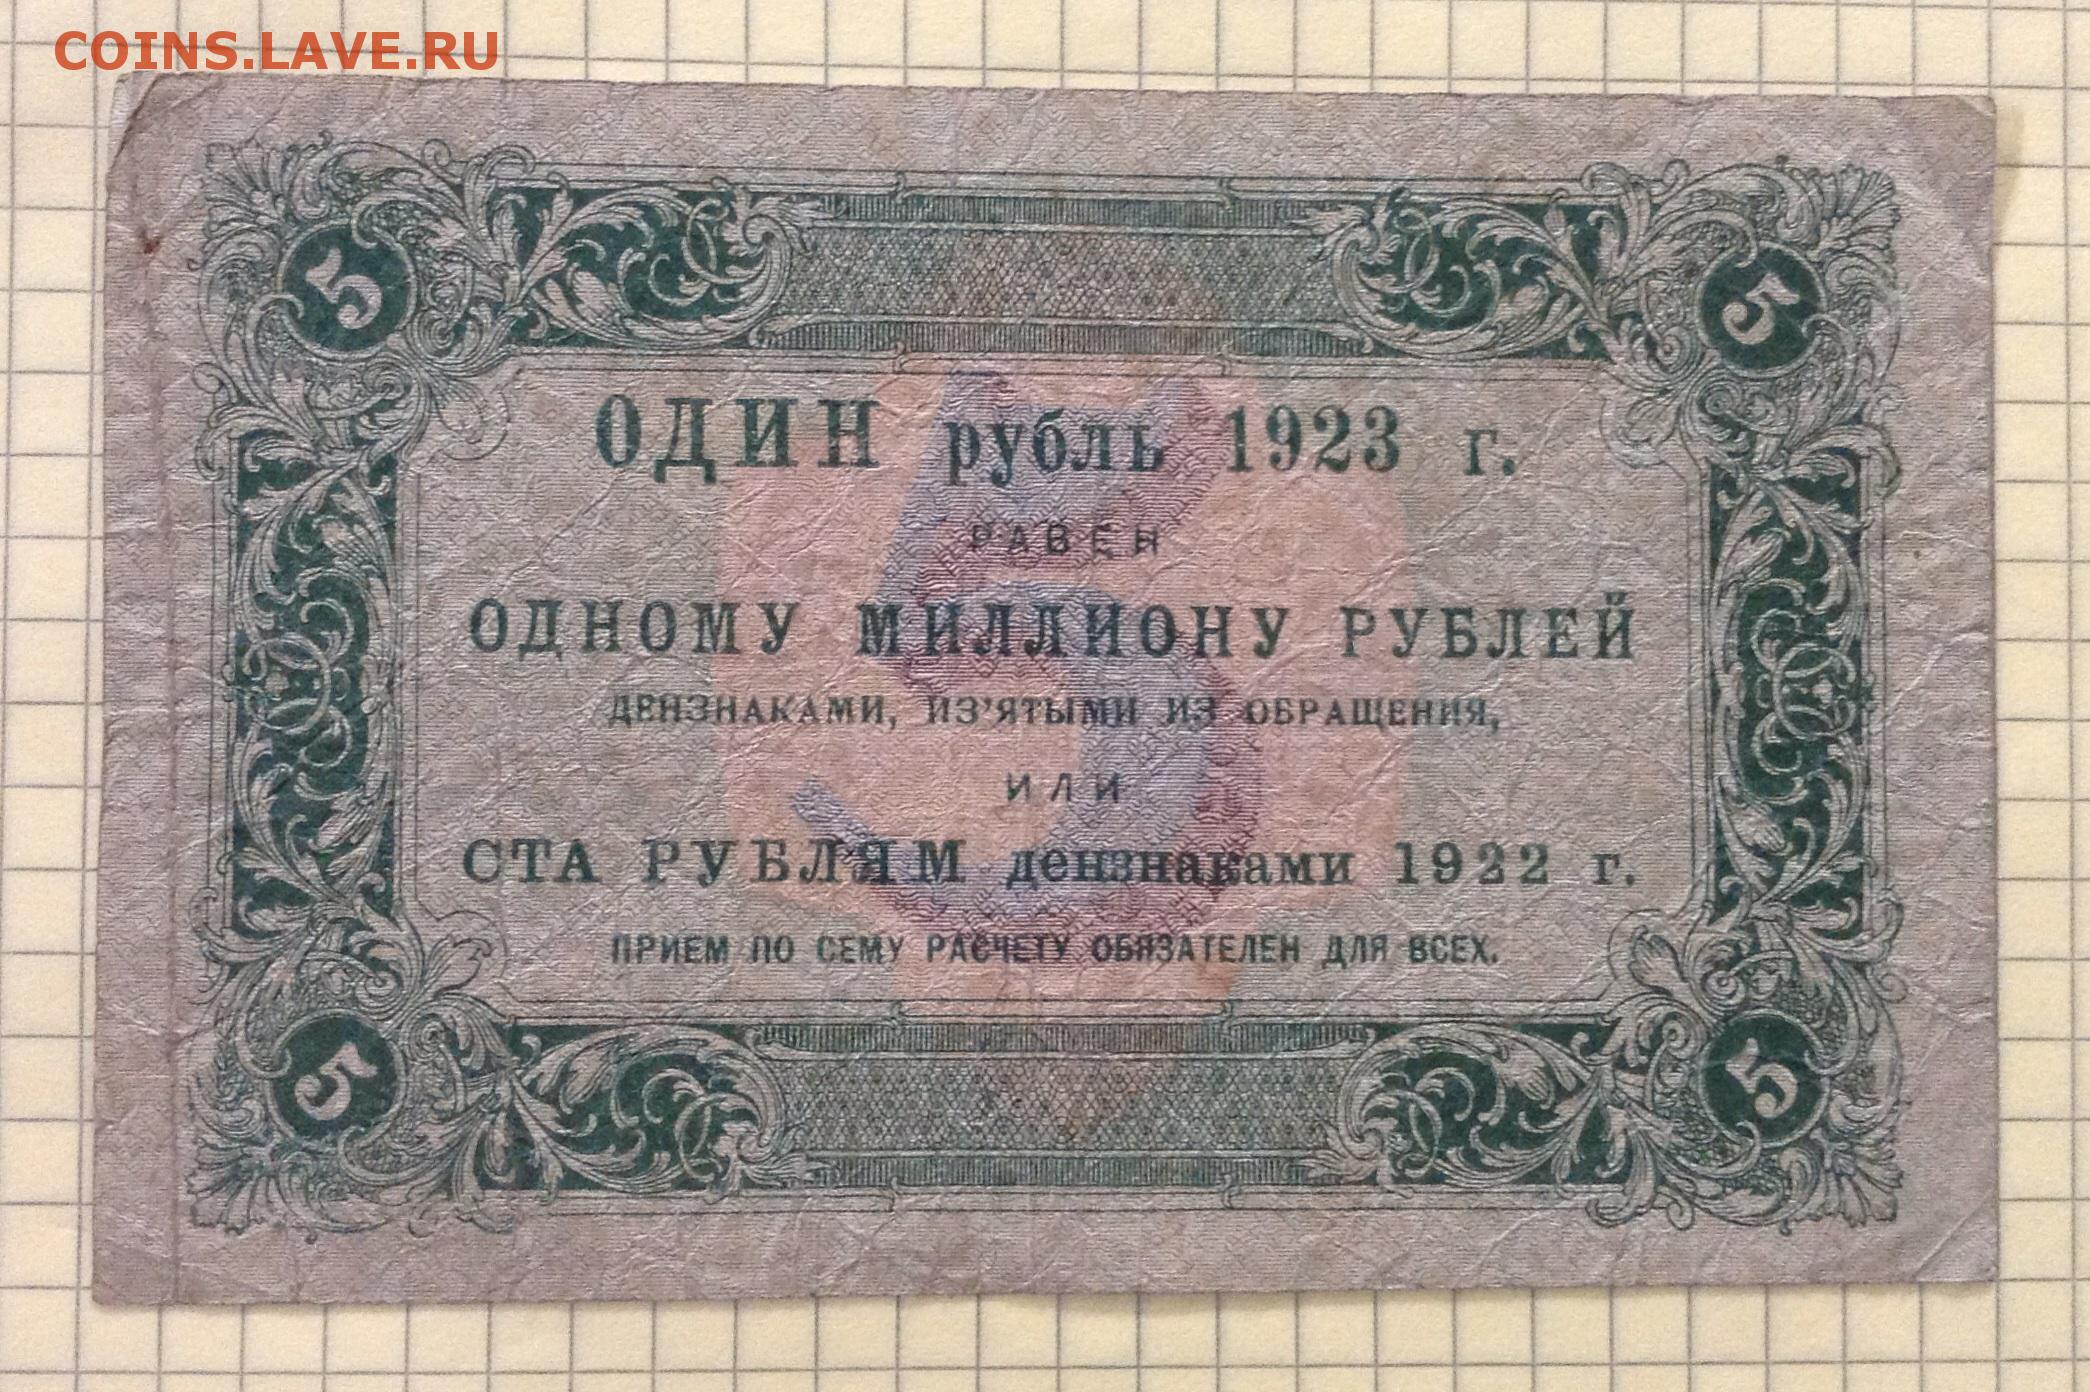 COINS.LAVE.RU
5 5
ОДИН рубль 1923 г.
РАВЕН
ОДНОМУ МИЛЛИОНУ РУБЛЕЙ
ДЕНЗНАКАМИ, ИЗ'ЯТЫМИ ИЗ ОБРАЩЕНИЯ,
ИЛИ
СТА РУБЛЯМ дензнаками 1922 г.
ПРИЕМ ПО СЕМУ РАСЧЕТУ ОБЯЗАТЕЛЕН ДЛЯ ВСЕХ.
5
5 5